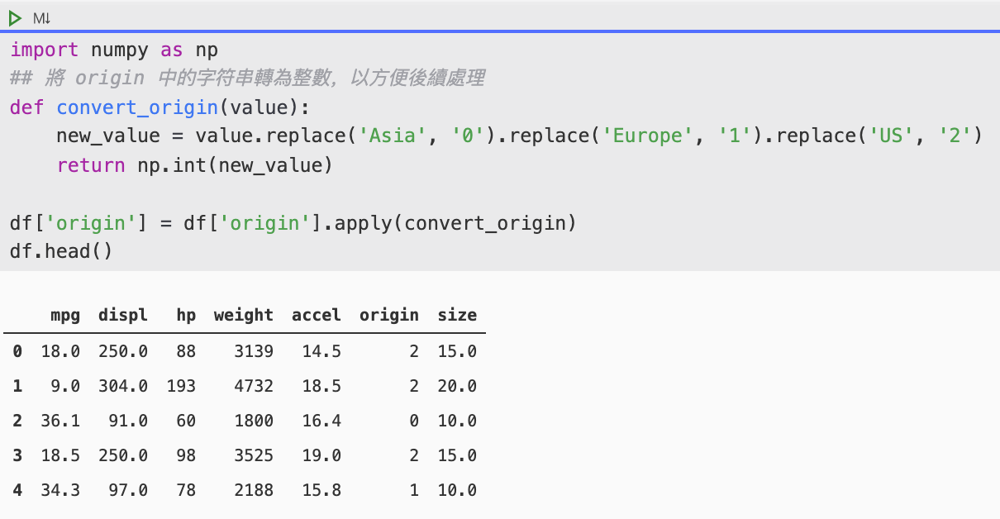 M↓
import numpy as np
## 將 origin 中的字符串轉為整數，以方便後續處理
def convert_origin(value):
    new_value = value.replace('Asia', '0').replace('Europe', '1').replace('US', '2')
    return np.int(new_value)
df['origin'] = df['origin'].apply(convert_origin)
df.head()
mpg displ hp weight accel origin size
0 18.0 250.0 88 3139 14.5 2 15.0
1 9.0 304.0 193 4732 18.5 2 20.0
2 36.1 91.0 60 1800 16.4 0 10.0
3 18.5 250.0 98 3525 19.0 2 15.0
4 34.3 97.0 78 2188 15.8 1 10.0